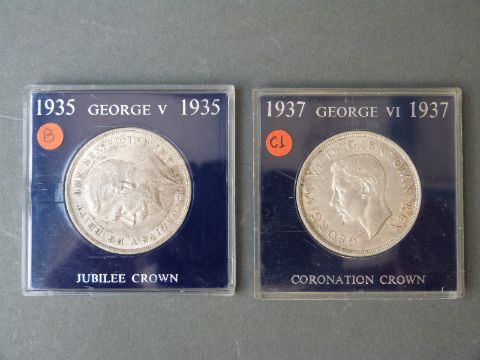 1935 GEORGE V 1935
B
JUBILEE CROWN
1937 GEORGE VI 1937
C1
GEORGIVS VI D:G:BR:OMN:REX
CORONATION CROWN